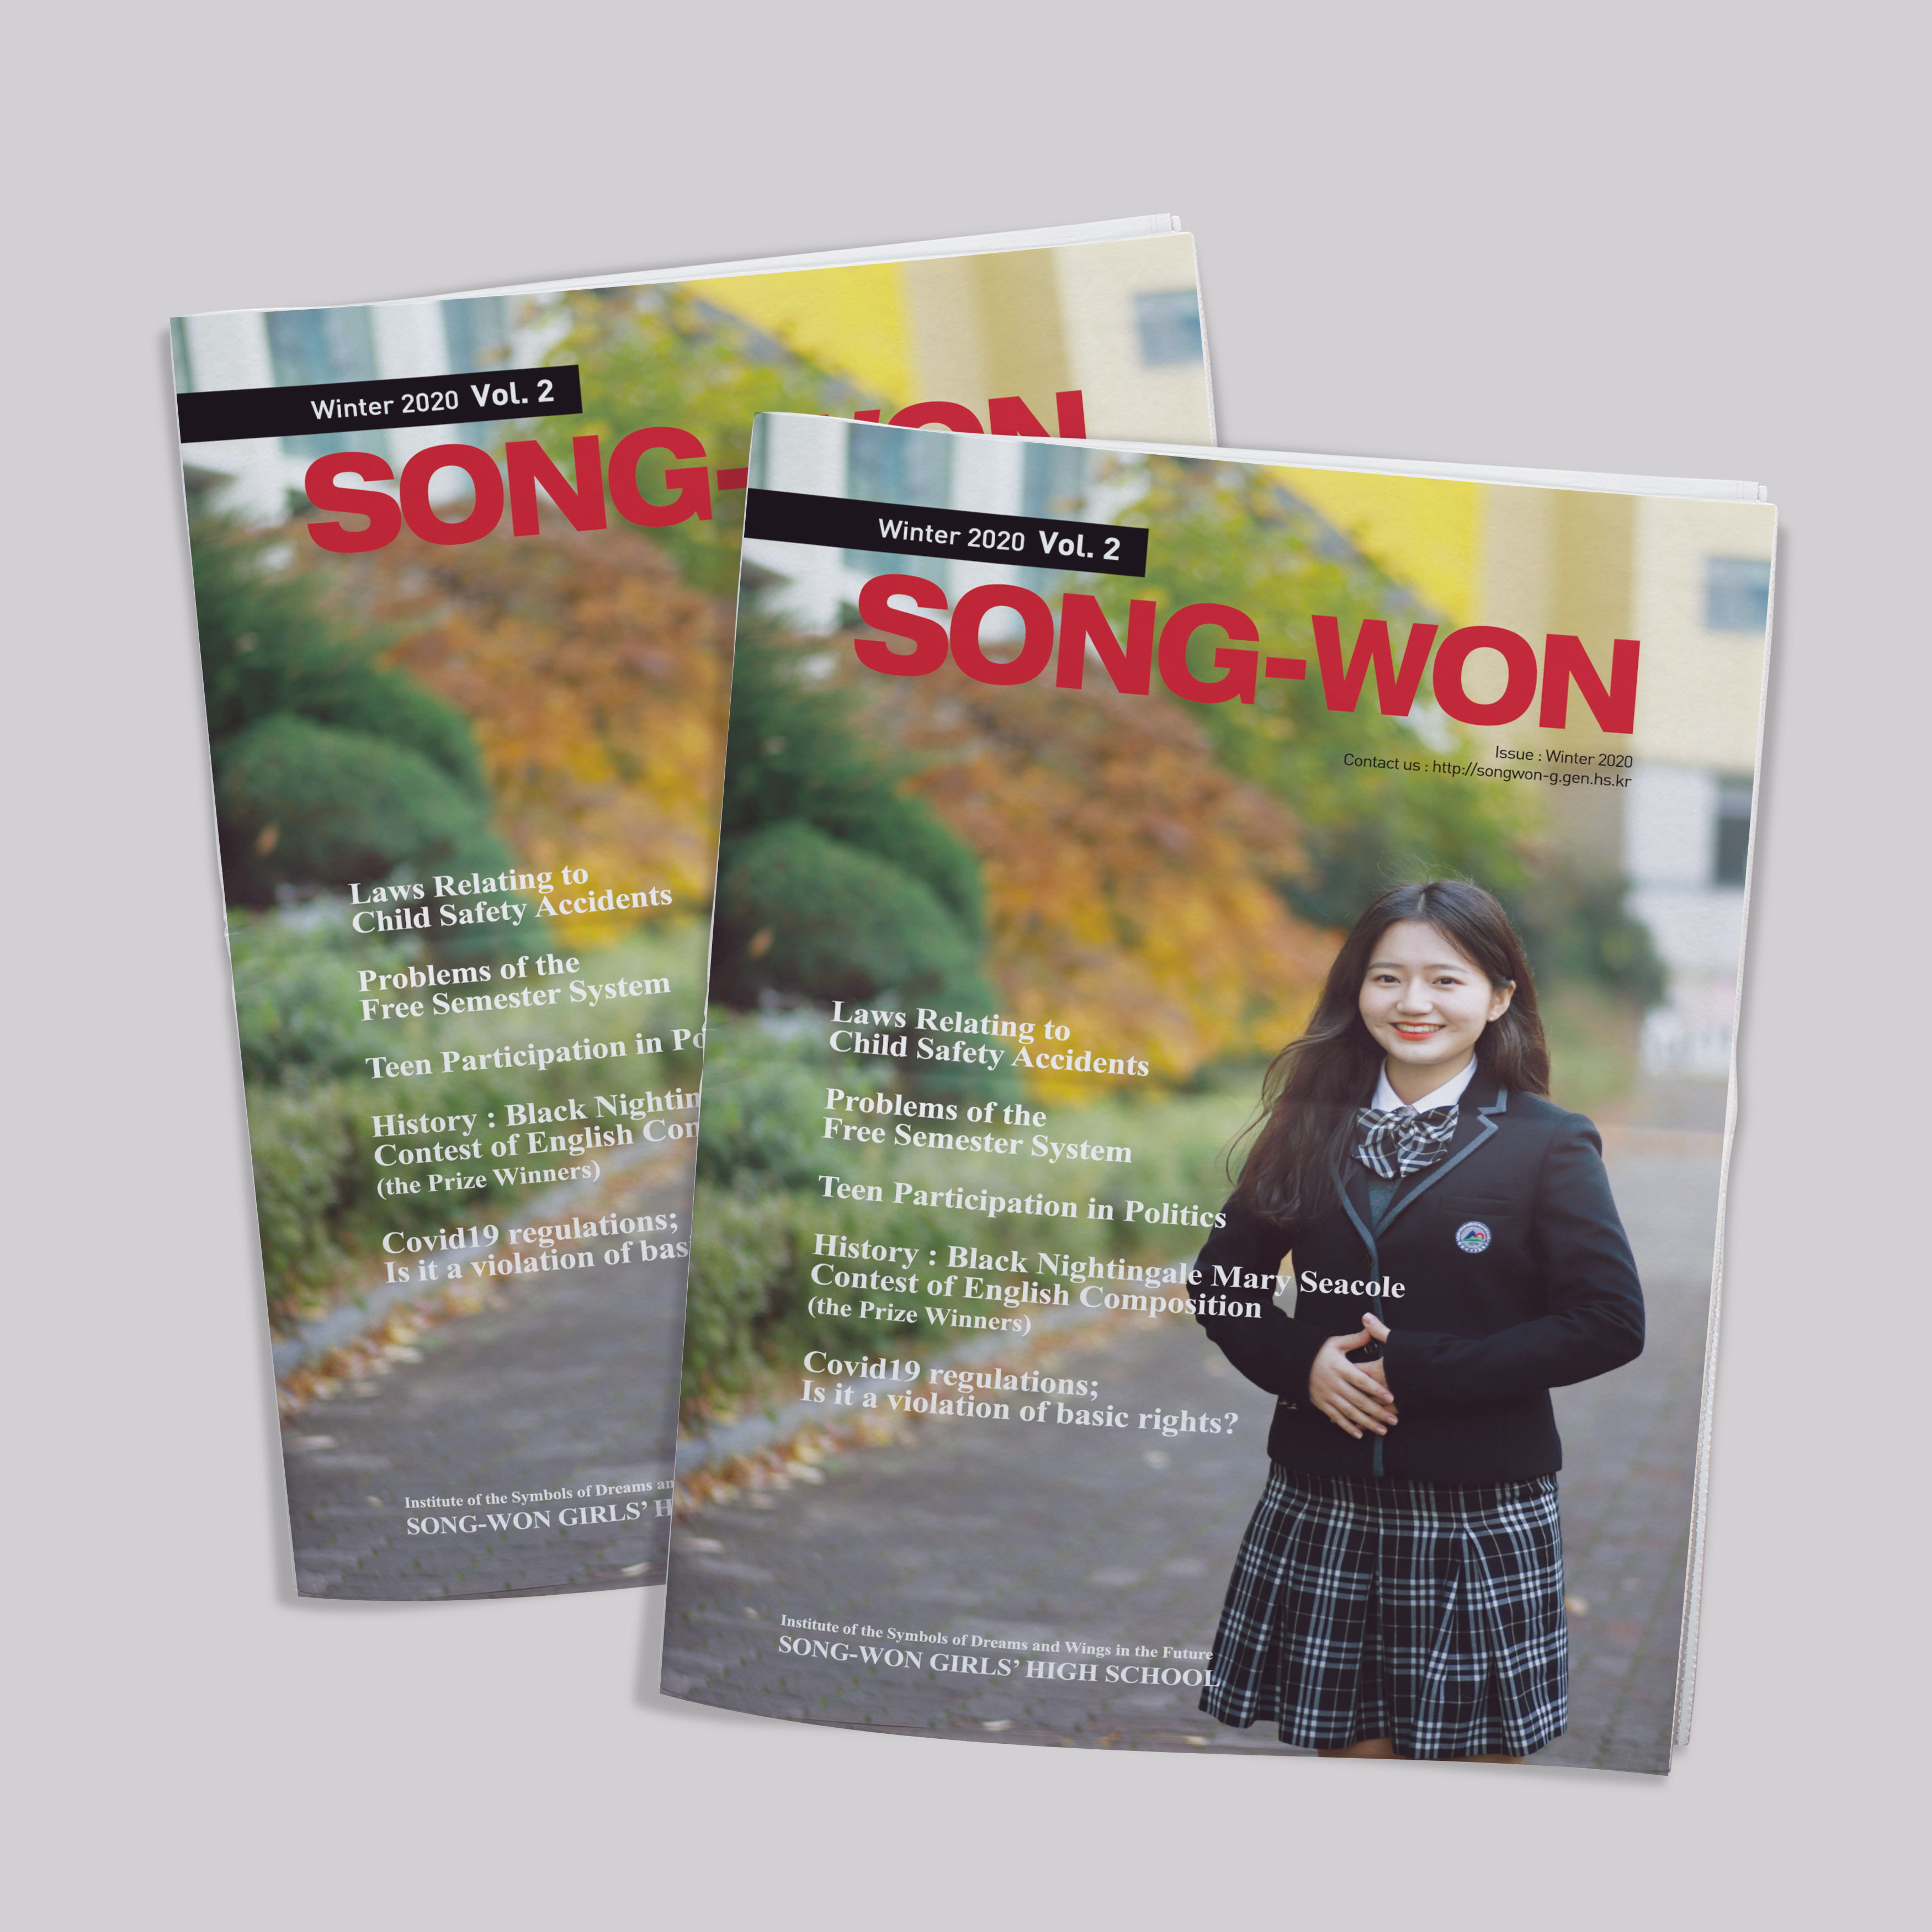 Winter 2020 Vol. 2
SONG-WON
Laws Relating to
Child Safety Accidents
Problems of the
Free Semester System
Teen Participation in
History : Black
Contest of English
(the Prize Winners)
Covid19 regulations;
Is it a violation of
Institute of the Symbols of Dreams
SONG-WON GIRLS'
Winter 2020 Vol. 2
SONG-WON
Issue : Winter 2020
Contact us : http://songwon-g.gen.hs.kr
Laws Relating to
Child Safety Accidents
Problems of the
Free Semester System
Teen Participation in Politics
History : Black Nightingale Mary Seacole
Contest of English Composition
(the Prize Winners)
Covid19 regulations;
Is it a violation of basic rights?
Institute of the Symbols of Dreams and Wings in the Future
SONG-WON GIRLS’ HIGH SCHOOL